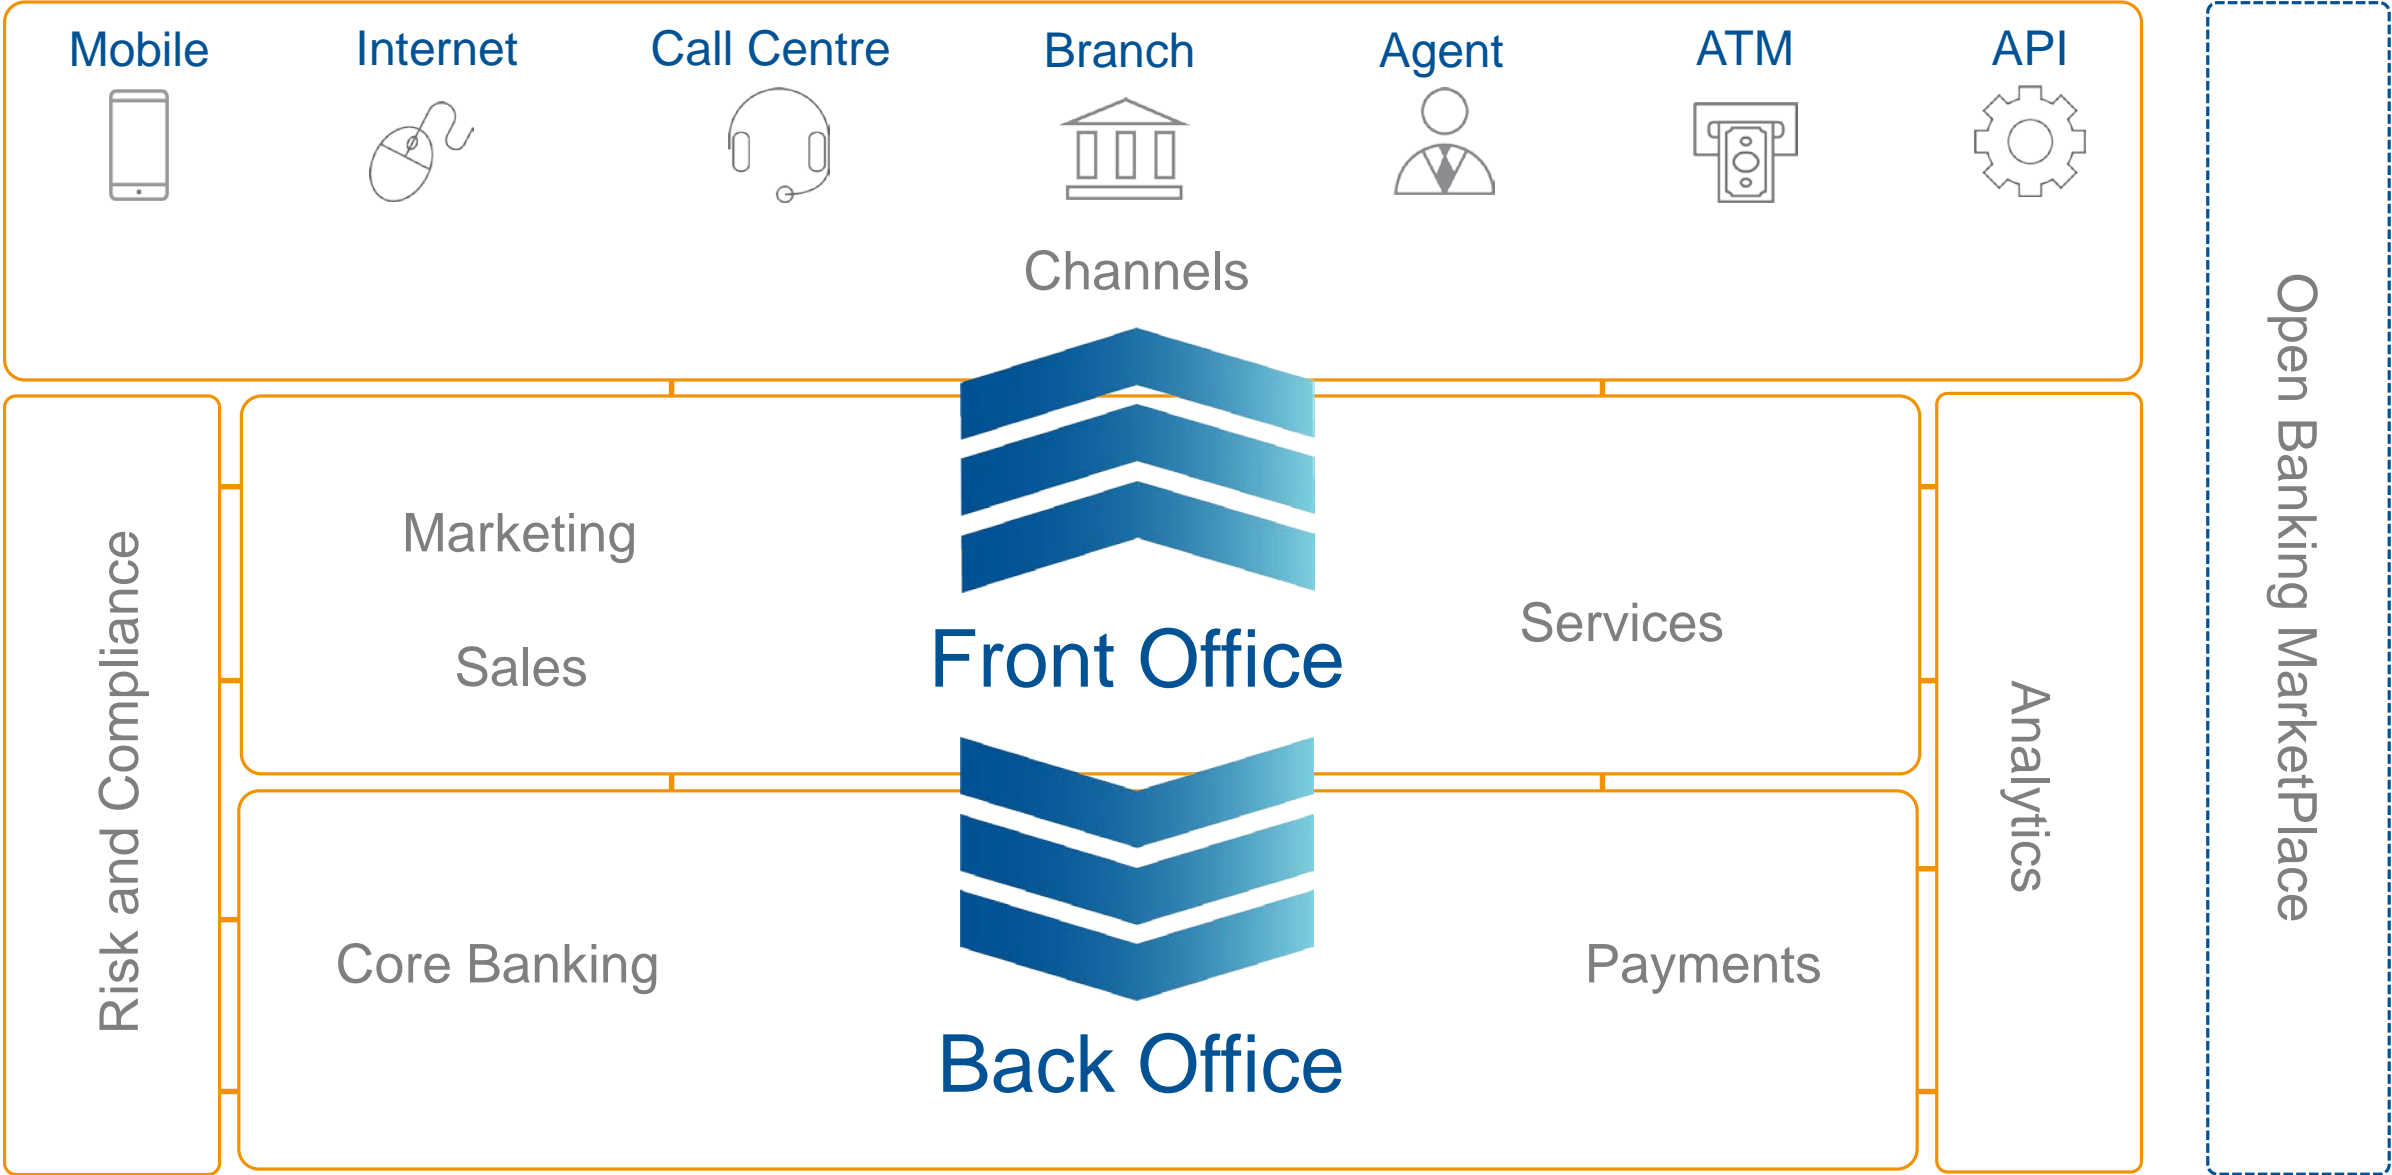 Mobile
Internet
Call Centre
Branch
Agent
ATM
API
Channels
Risk and Compliance
Marketing
Sales
Front Office
Services
Core Banking
Payments
Back Office
Analytics
Open Banking MarketPlace